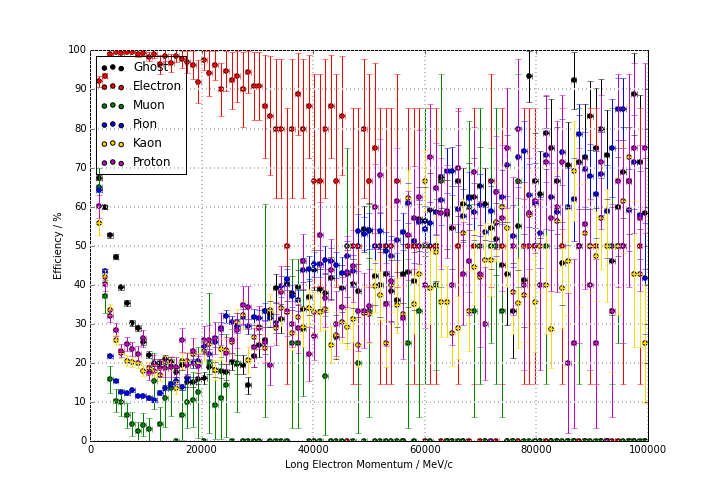 100
90
80
70
60
50
40
30
20
10
0
Efficiency / %
Ghost
Electron
Muon
Pion
Kaon
Proton
0 20000 40000 60000 80000 100000
Long Electron Momentum / MeV/c